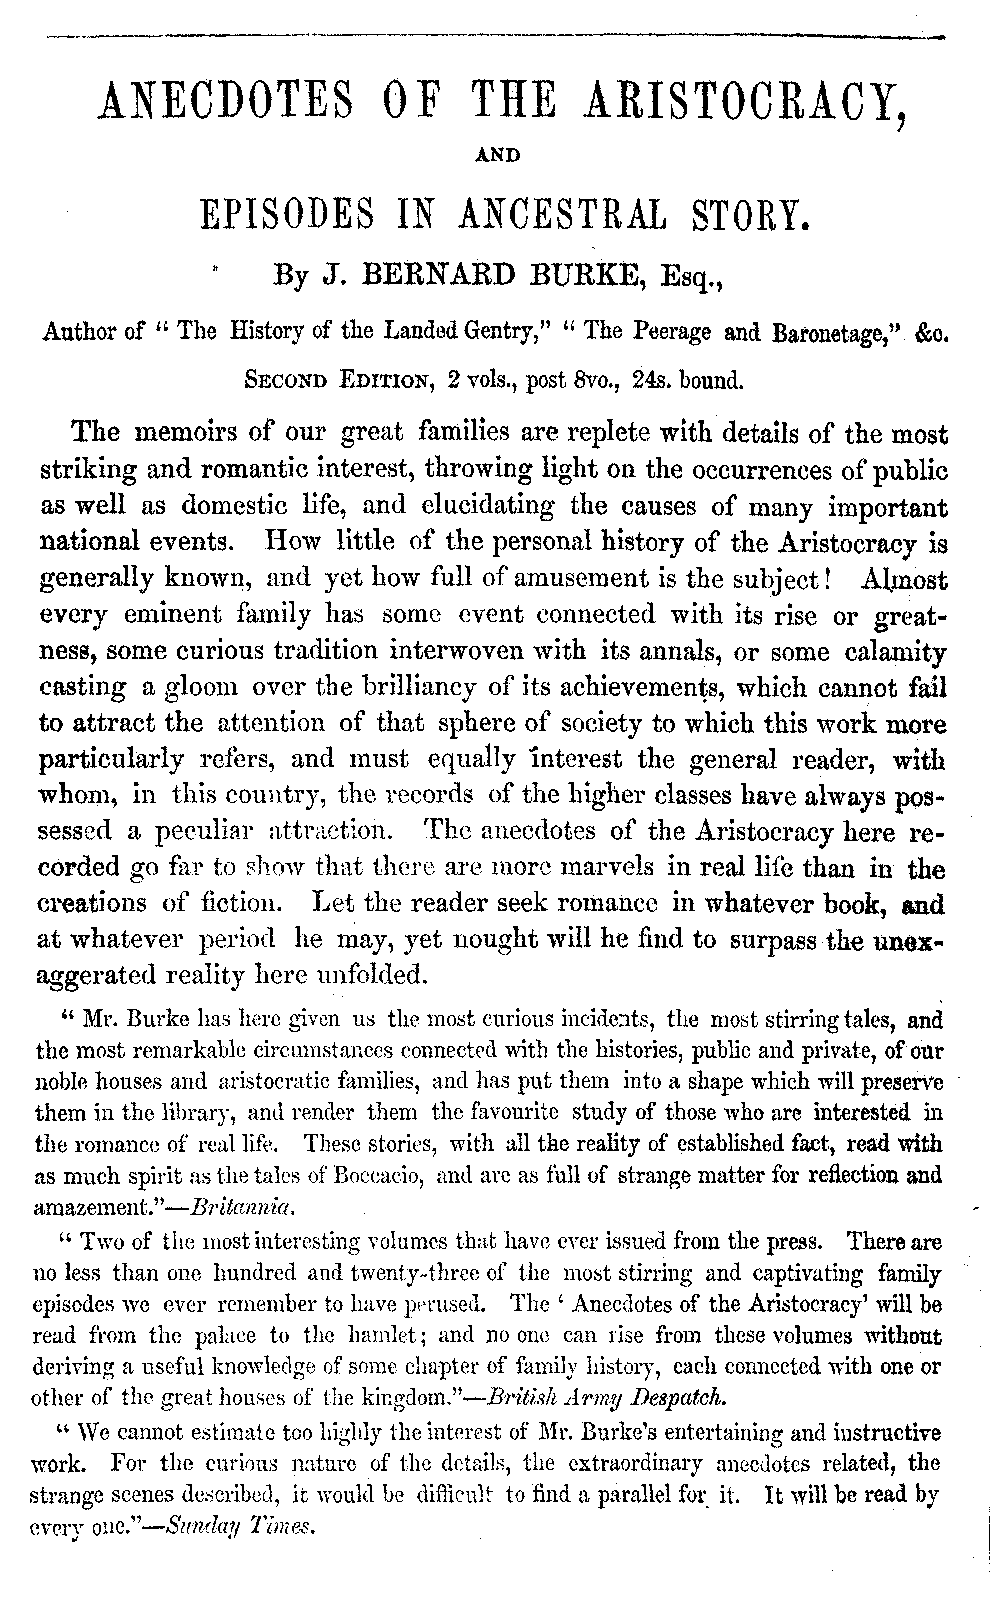 ANECDOTES OF THE ARISTOCRACY,
AND
EPISODES IN ANCESTRAL STORY.
By J. BERNARD BURKE, Esq.,
Author of “ The History of the Landed Gentry,” “ The Peerage and Baronetage,” &c.
SECOND EDITION, 2 vols., post 8vo., 24s. bound.
The memoirs of our great families are replete with details of the most
striking and romantic interest, throwing light on the occurrences of public
as well as domestic life, and elucidating the causes of many important
national events. How little of the personal history of the Aristocracy is
generally known, and yet how full of amusement is the subject! Almost
every eminent family has some event connected with its rise or great-
ness, some curious tradition interwoven with its annals, or some calamity
casting a gloom over the brilliancy of its achievements, which cannot fail
to attract the attention of that sphere of society to which this work more
particularly refers, and must equally interest the general reader, with
whom, in this country, the records of the higher classes have always pos-
sessed a peculiar attraction. The anecdotes of the Aristocracy here re-
corded go far to show that there are more marvels in real life than in the
creations of fiction. Let the reader seek romance in whatever book, and
at whatever period he may, yet nought will he find to surpass the unex-
aggerated reality here unfolded.
“ Mr. Burke has here given us the most curious incidents, the most stirring tales, and
the most remarkable circumstances connected with the histories, public and private, of our
noble houses and aristocratic families, and has put them into a shape which will preserve
them in the library, and render them the favourite study of those who are interested in
the romance of real life. These stories, with all the reality of established fact, read with
as much spirit as the tales of Boccacio, and are as full of strange matter for reflection and
amazement.”—Britannia.
“ Two of the most interesting volumes that have ever issued from the press. There are
no less than one hundred and twenty-three of the most stirring and captivating family
episodes we ever remember to have perused. The ‘ Anecdotes of the Aristocracy’ will be
read from the palace to the hamlet; and no one can rise from these volumes without
deriving a useful knowledge of some chapter of family history, each connected with one or
other of the great houses of the kingdom.”—British Army Despatch.
“ We cannot estimate too highly the interest of Mr. Burke’s entertaining and instructive
work. For the curious nature of the details, the extraordinary anecdotes related, the
strange scenes described, it would be difficult to find a parallel for it. It will be read by
every one.”—Sunday Times.